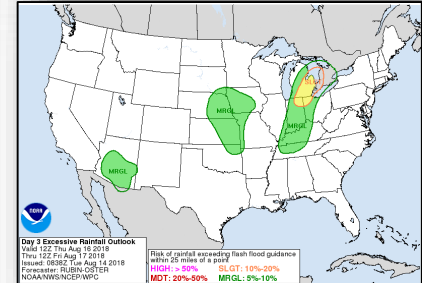 SLGT
MRGL
MRGL
MRGL
NOAA
Day 3 Excessive Rainfall Outlook
Valid 12Z Thu Aug 16 2018
Thru 12Z Fri Aug 17 2018
Issued: 0838Z Tue Aug 14 2018
Forecaster: RUBIN-OSTER
NOAA/NWS/NCEP/WPC
Risk of rainfall exceeding flash flood guidance
within 25 miles of a point
HIGH: > 50% SLGT: 10%-20%
MDT: 20%-50% MRGL: 5%-10%